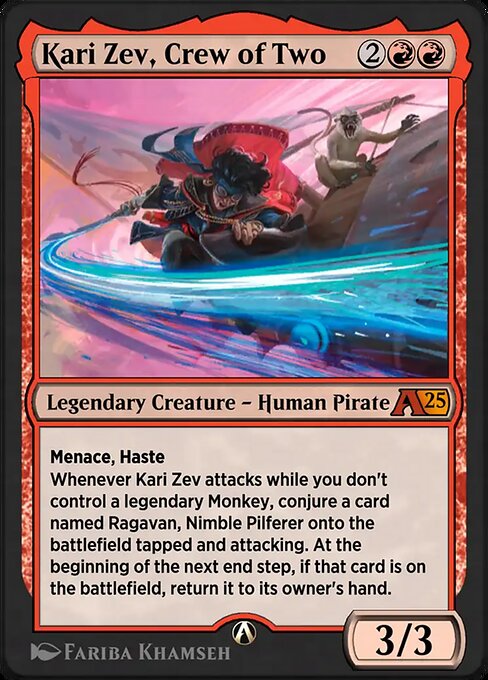 Kari Zev, Crew of Two 2
Legendary Creature – Human Pirate A25
Menace, Haste
Whenever Kari Zev attacks while you don't
control a legendary Monkey, conjure a card
named Ragavan, Nimble Pilferer onto the
battlefield tapped and attacking. At the
beginning of the next end step, if that card is on
the battlefield, return it to its owner's hand.
3/3
Fariba Khamseh